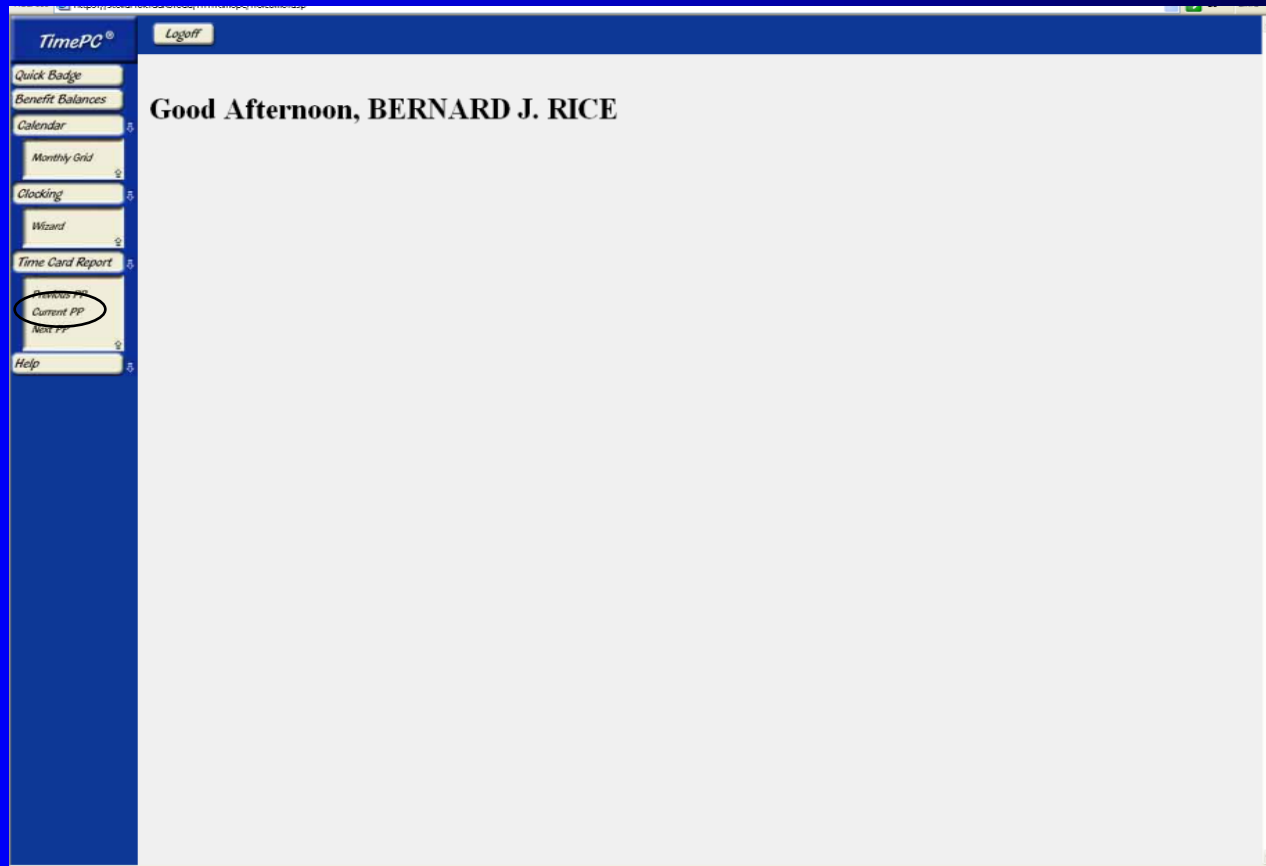 TimePC®
Logoff
Quick Badge
Benefit Balances
Good Afternoon, BERNARD J. RICE
Calendar
Monthly Grid
Clocking
Wizard
Time Card Report
Previous PP
Current PP
Next PP
Help